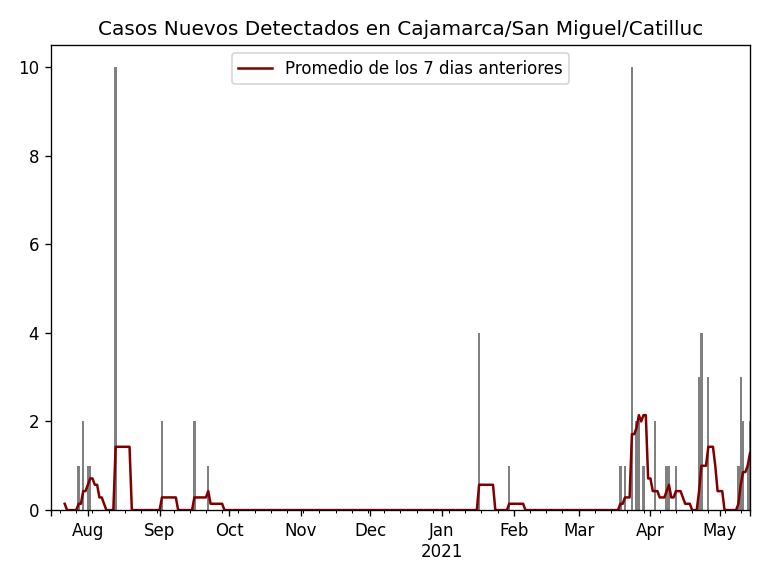 Casos Nuevos Detectados en Cajamarca/San Miguel/Catilluc
Promedio de los 7 dias anteriores
10
8
6
4
2
0
Aug Sep Oct Nov Dec Jan Feb Mar Apr May
2021